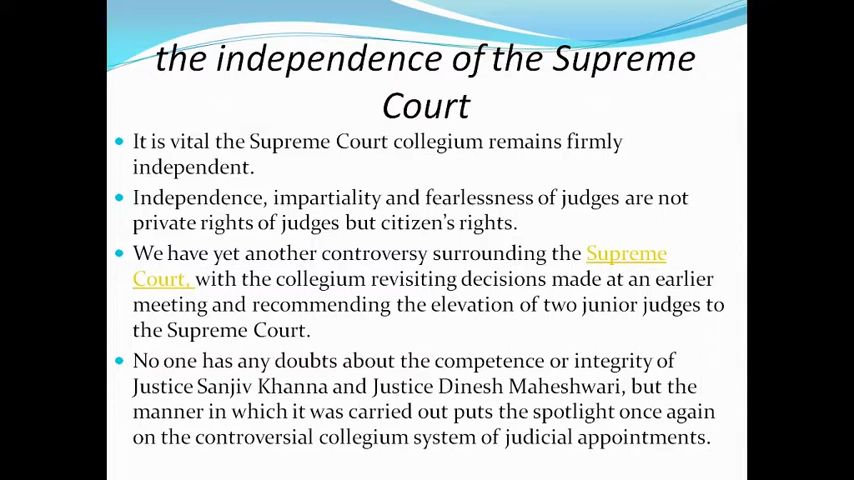 the independence of the Supreme
Court
• It is vital the Supreme Court collegium remains firmly
independent.
• Independence, impartiality and fearlessness of judges are not
private rights of judges but citizen's rights.
• We have yet another controversy surrounding the Supreme
Court, with the collegium revisiting decisions made at an earlier
meeting and recommending the elevation of two junior judges to
the Supreme Court.
• No one has any doubts about the competence or integrity of
Justice Sanjiv Khanna and Justice Dinesh Maheshwari, but the
manner in which it was carried out puts the spotlight once again
on the controversial collegium system of judicial appointments.